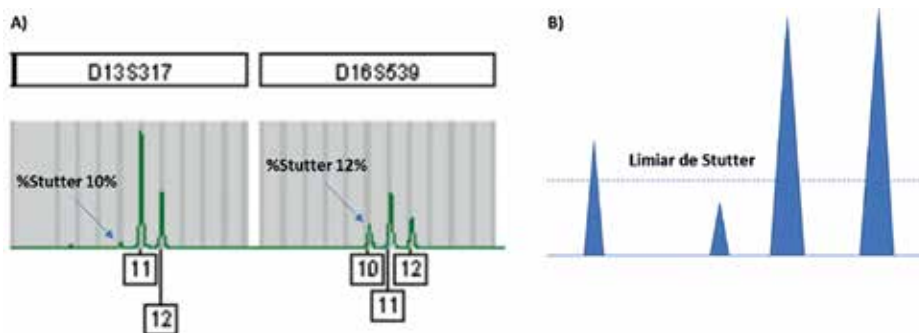 A)
D13S317
D16S539
%Stutter 10%
%Stutter 12%
11
12
10
11
12
B)
Limiar de Stutter